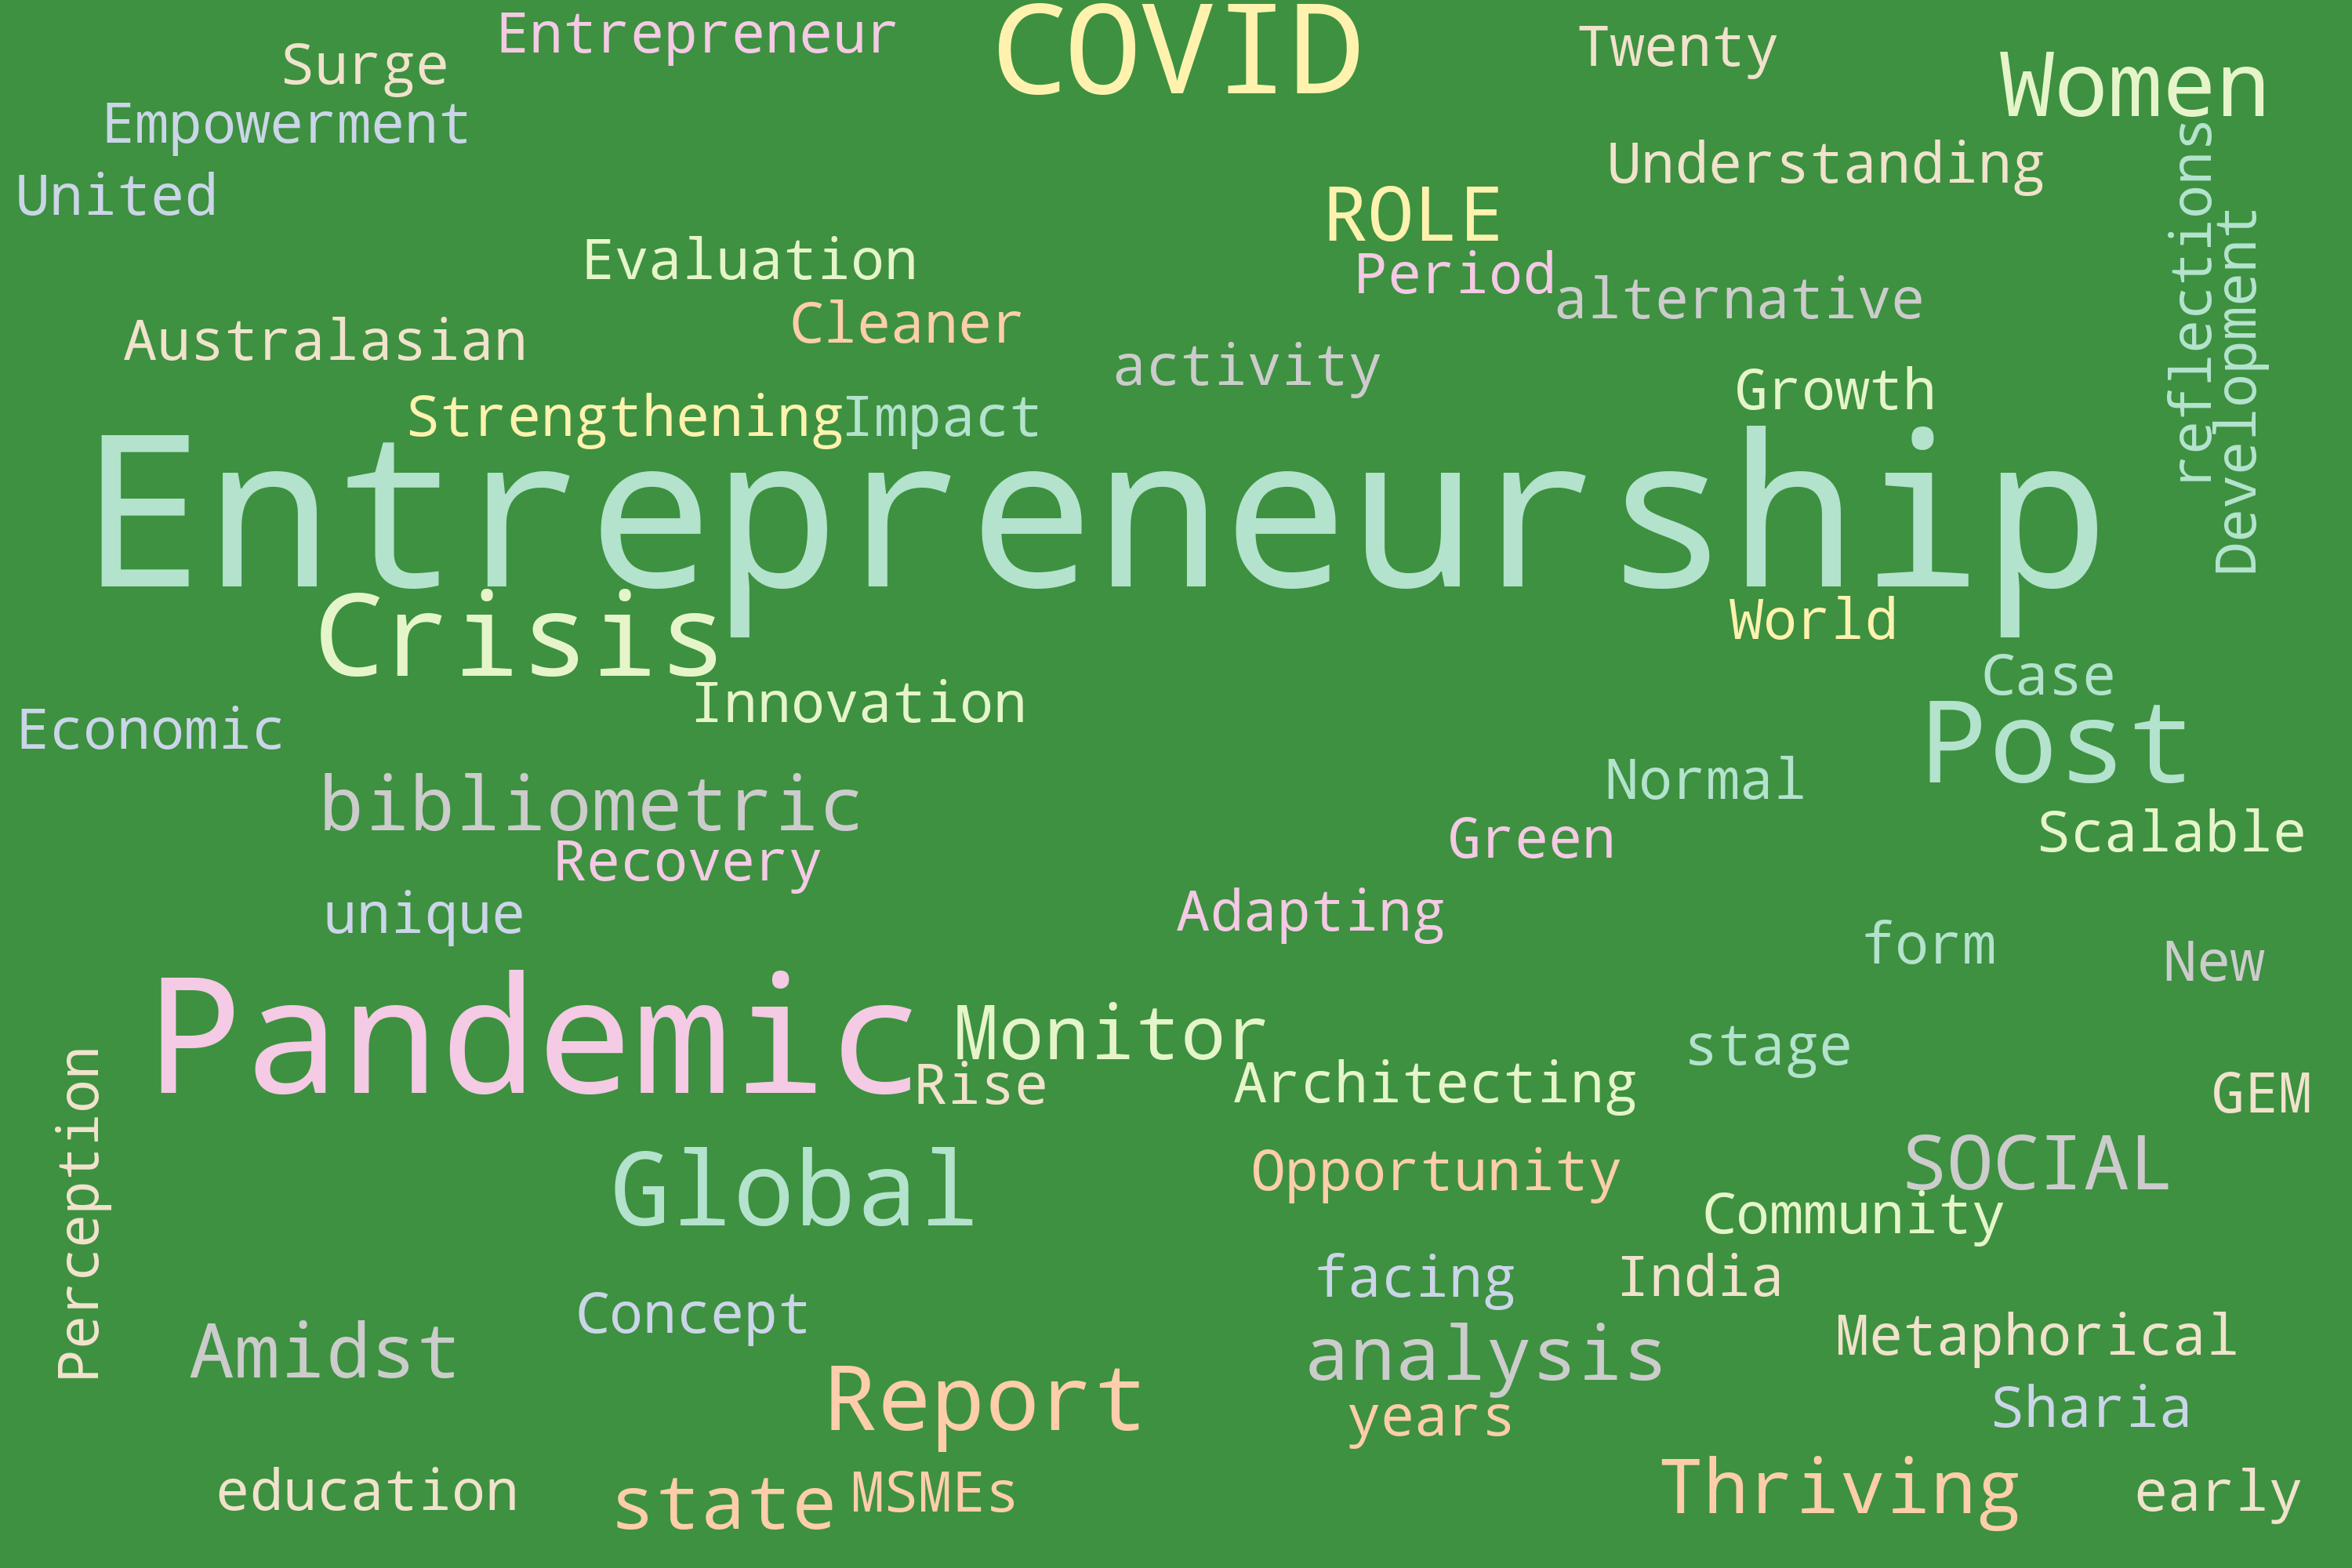 COVID
Entrepreneur
Twenty
Surge
Women
Empowerment
Understanding
United
ROLE
reflections
Evaluation
Period
alternative
Development
Cleaner
Australasian
activity
Growth
Strengthening
Impact
Entrepreneurship
Crisis
World
Case
Innovation
Economic
Post
Normal
bibliometric
Green
Scalable
Recovery
unique
Adapting
form
New
Pandemic
Monitor
stage
Rise
Architecting
GEM
Perception
Global
Opportunity
SOCIAL
Community
facing
India
Concept
Metaphorical
Amidst
analysis
Report
years
Sharia
education
state
MSMEs
Thriving
early